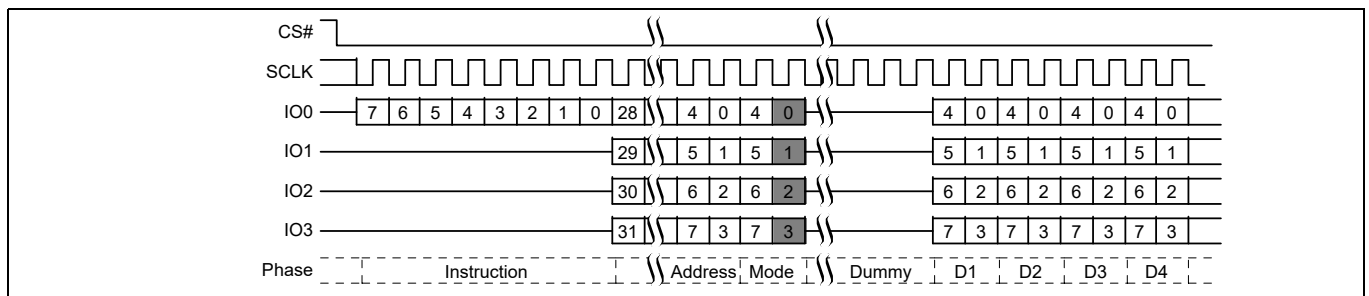 CS#
SCLK
IO0 7 6 5 4 3 2 1 0 28 4 0 4 0 4 0 4 0 4 0 4 0
IO1 29 5 1 5 1 5 1 5 1 5 1 5 1
IO2 30 6 2 6 2 6 2 6 2 6 2 6 2
IO3 31 7 3 7 3 7 3 7 3 7 3 7 3
Phase Instruction Address Mode Dummy D1 D2 D3 D4